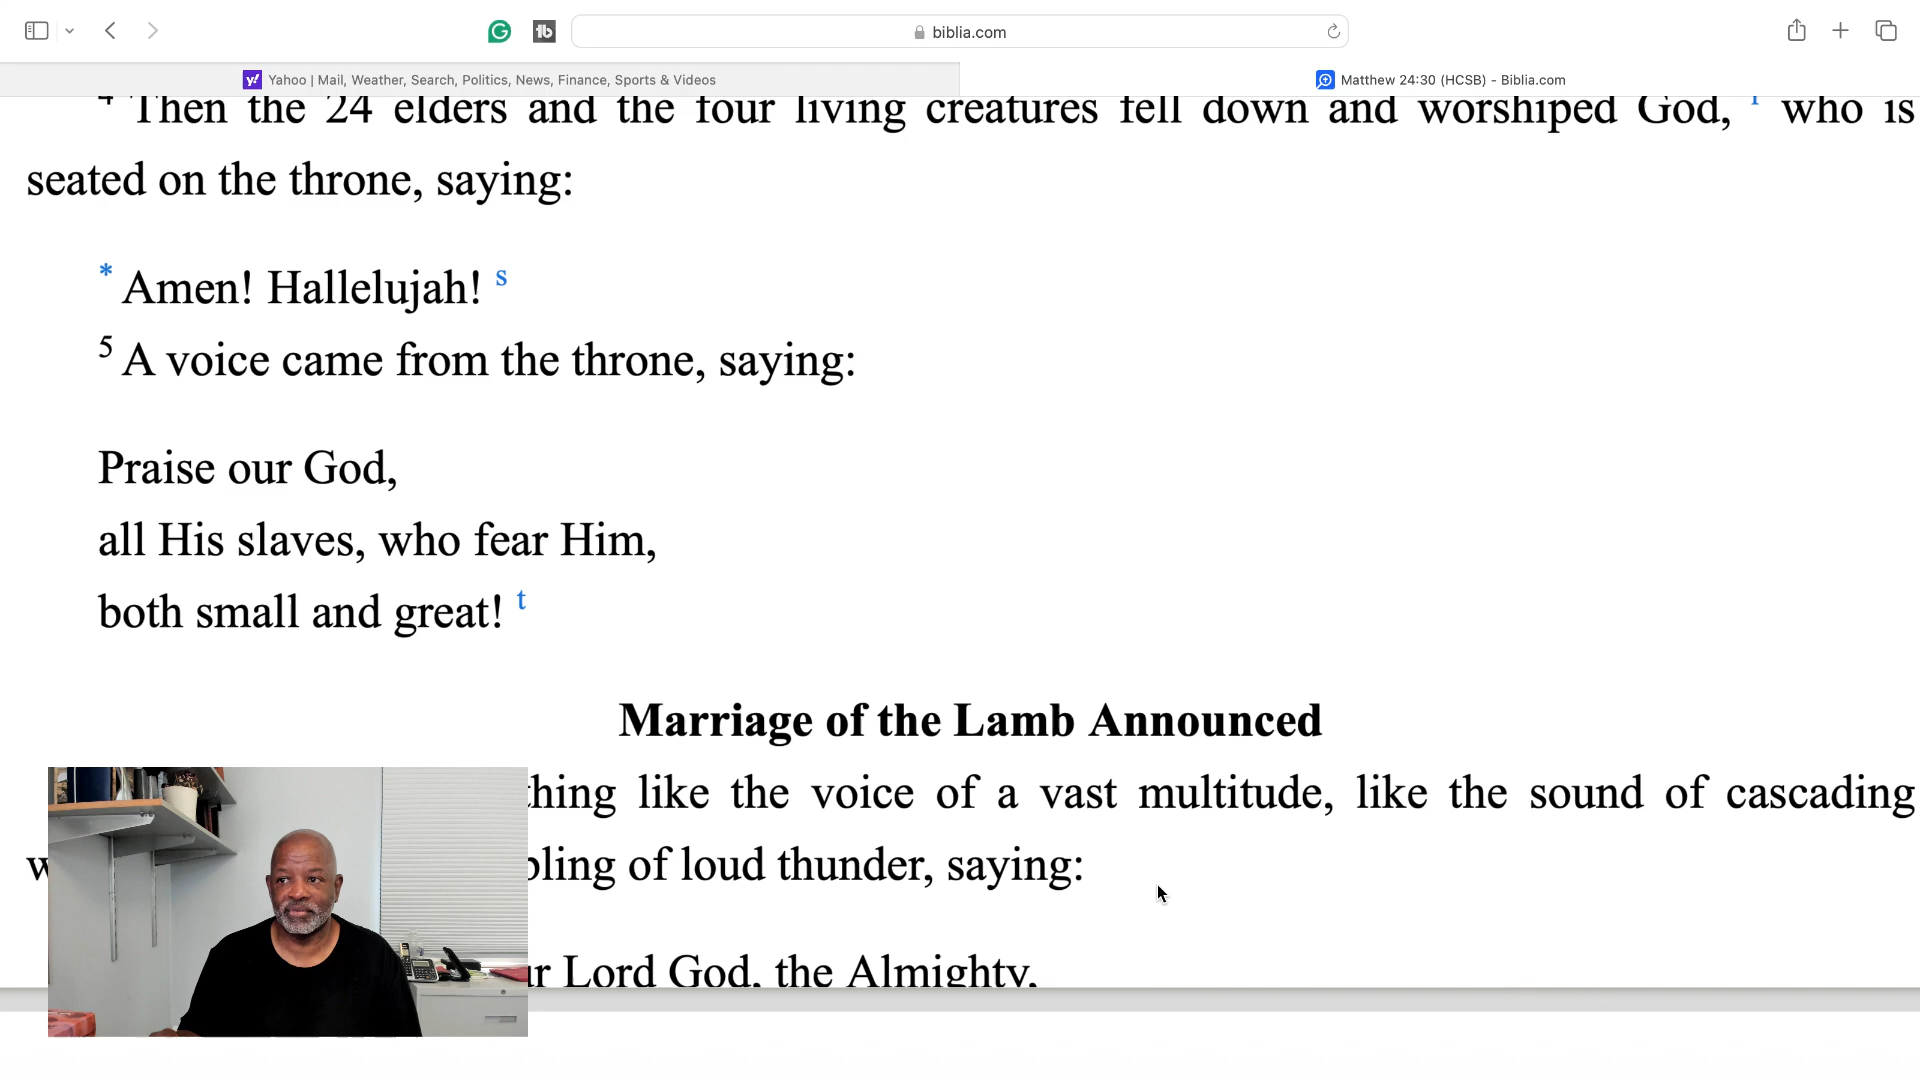 biblia.com
Yahoo | Mail, Weather, Search, Politics, News, Finance, Sports & Videos
Matthew 24:30 (HCSB) - Biblia.com
4 Then the 24 elders and the four living creatures fell down and worshiped God, r who is
seated on the throne, saying:
* Amen! Hallelujah! s
5 A voice came from the throne, saying:
Praise our God,
all His slaves, who fear Him,
both small and great! t
Marriage of the Lamb Announced
thing like the voice of a vast multitude, like the sound of cascading
w bling of loud thunder, saying:
ur Lord God, the Almighty,